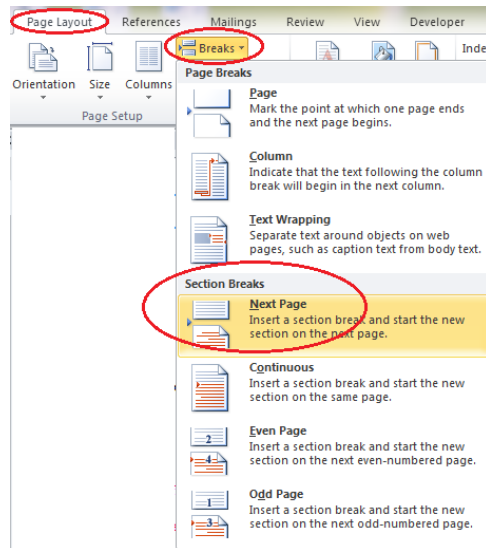 Page Layout References Mailings Review View Developer
Breaks Inde
Orientation Size Columns
Page Setup
Page Breaks
Page
Mark the point at which one page ends
and the next page begins.
Column
Indicate that the text following the column
break will begin in the next column.
Text Wrapping
Separate text around objects on web
pages, such as caption text from body text.
Section Breaks
Next Page
Insert a section break and start the new
section on the next page.
Continuous
Insert a section break and start the new
section on the same page.
Even Page
2
4
Insert a section break and start the new
section on the next even-numbered page.
Odd Page
1
3
Insert a section break and start the new
section on the next odd-numbered page.